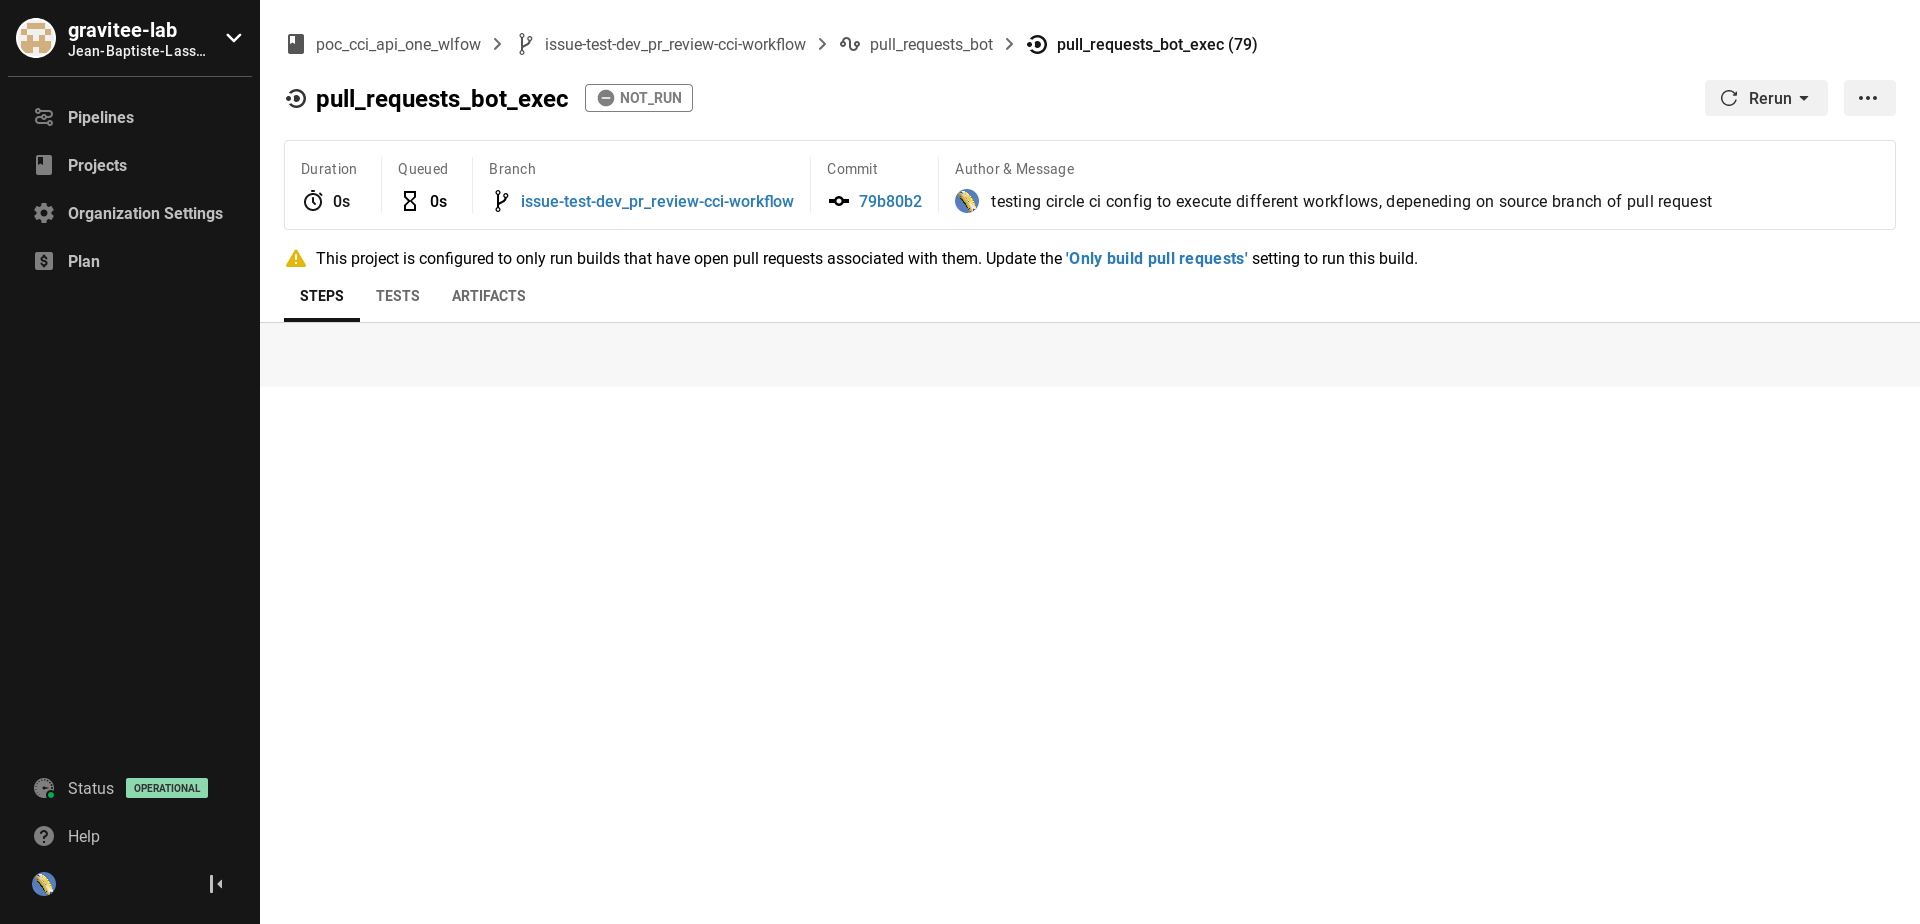 gravitee-lab
Jean-Baptiste-Lass...
Pipelines
Projects
Organization Settings
Plan
Status OPERATIONAL
Help
poc_cci_api_one_wlfow > issue-test-dev_pr_review-cci-workflow > pull_requests_bot > pull_requests_bot_exec (79)
pull_requests_bot_exec NOT_RUN
Rerun
Duration Queued Branch Commit Author & Message
0s 0s issue-test-dev_pr_review-cci-workflow 79b80b2 testing circle ci config to execute different workflows, depeneding on source branch of pull request
This project is configured to only run builds that have open pull requests associated with them. Update the 'Only build pull requests' setting to run this build.
STEPS TESTS ARTIFACTS